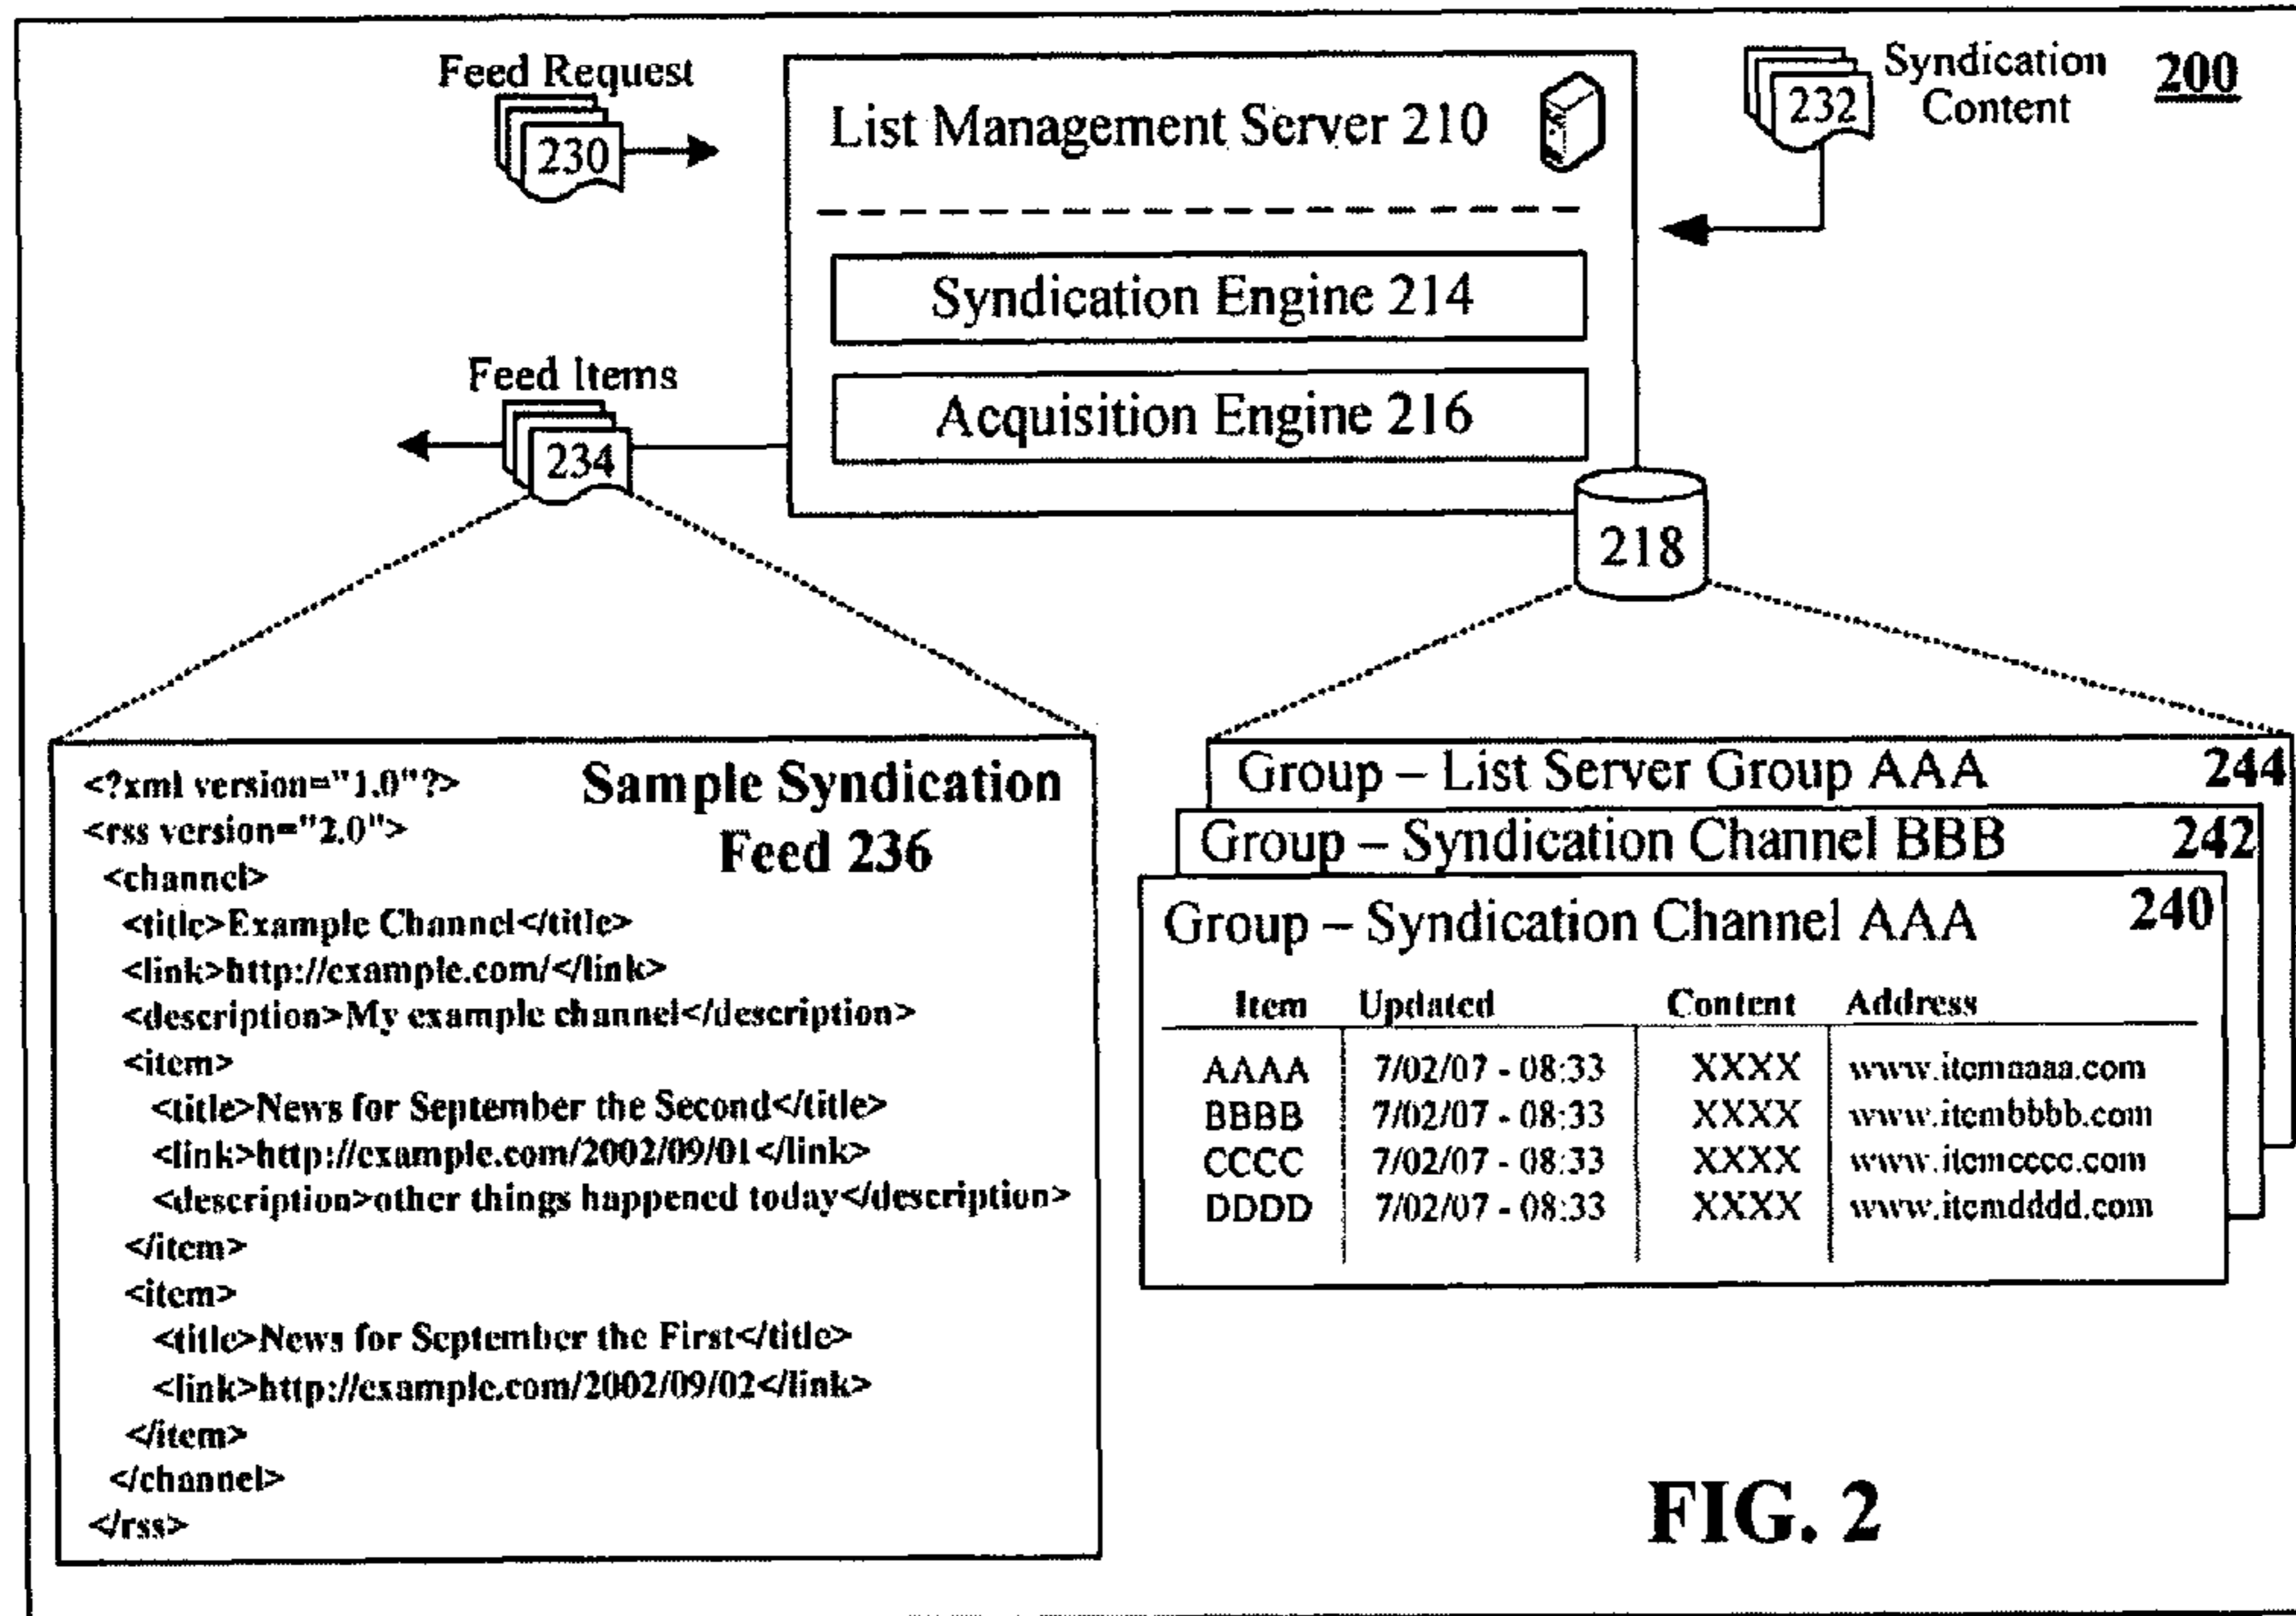 Feed Request
230
List Management Server 210
Syndication
Content
232
200
Syndication Engine 214
Acquisition Engine 216
Feed Items
234
218
Sample Syndication
Feed 236
<?xml version="1.0"?>
<rss version="2.0">
<channel>
<title>Example Channel</title>
<link>http://example.com/</link>
<description>My example channel</description>
<item>
<title>News for September the Second</title>
<link>http://example.com/2002/09/01</link>
<description>other things happened today</description>
</item>
<item>
<title>News for September the First</title>
<link>http://example.com/2002/09/02</link>
</item>
</channel>
</rss>
Group – List Server Group AAA 244
Group – Syndication Channel BBB 242
Group – Syndication Channel AAA 240
Item Updated Content Address
AAAA 7/02/07 - 08:33 XXXX www.itemaaaa.com
BBBB 7/02/07 - 08:33 XXXX www.itembbbb.com
CCCC 7/02/07 - 08:33 XXXX www.itemcccc.com
DDDD 7/02/07 - 08:33 XXXX www.itemdddd.com
FIG. 2